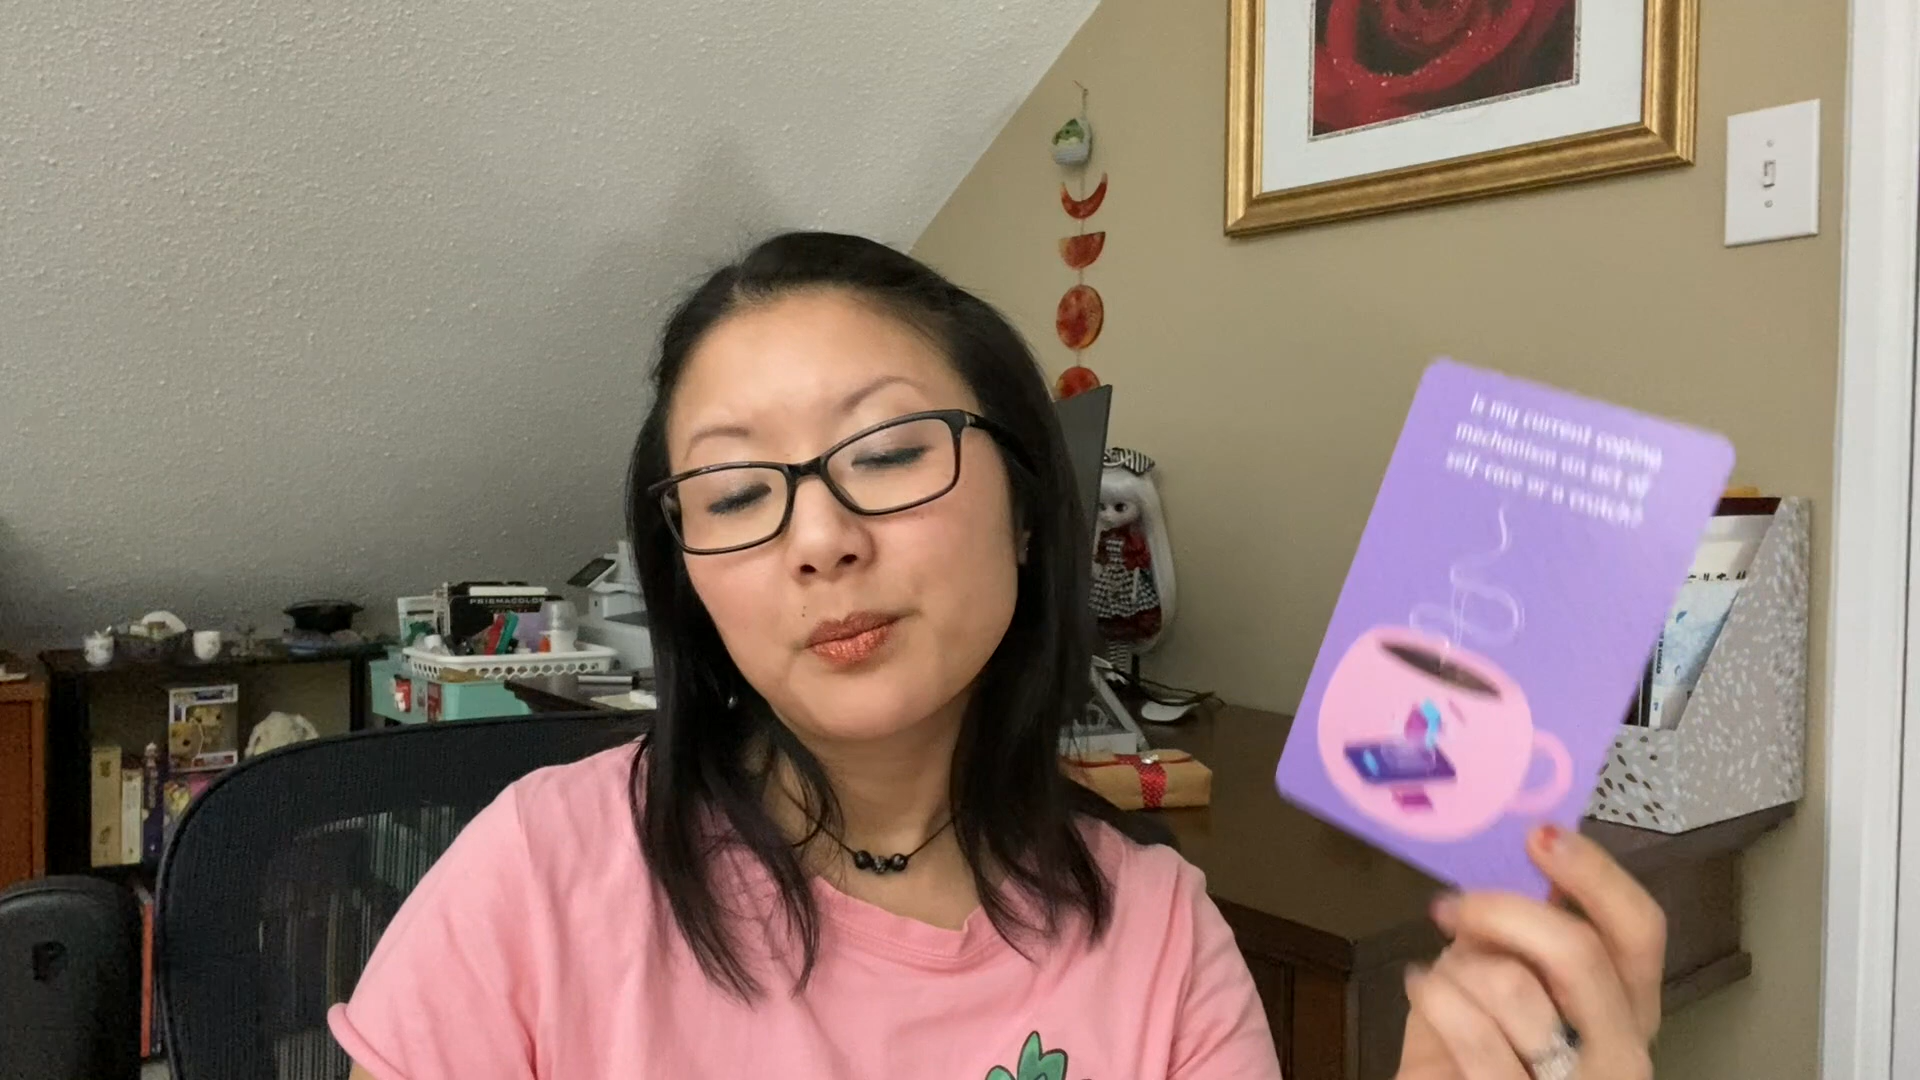 Is my current coping
mechanism an act of
self-care or a crutch?
PRISMACOLOR